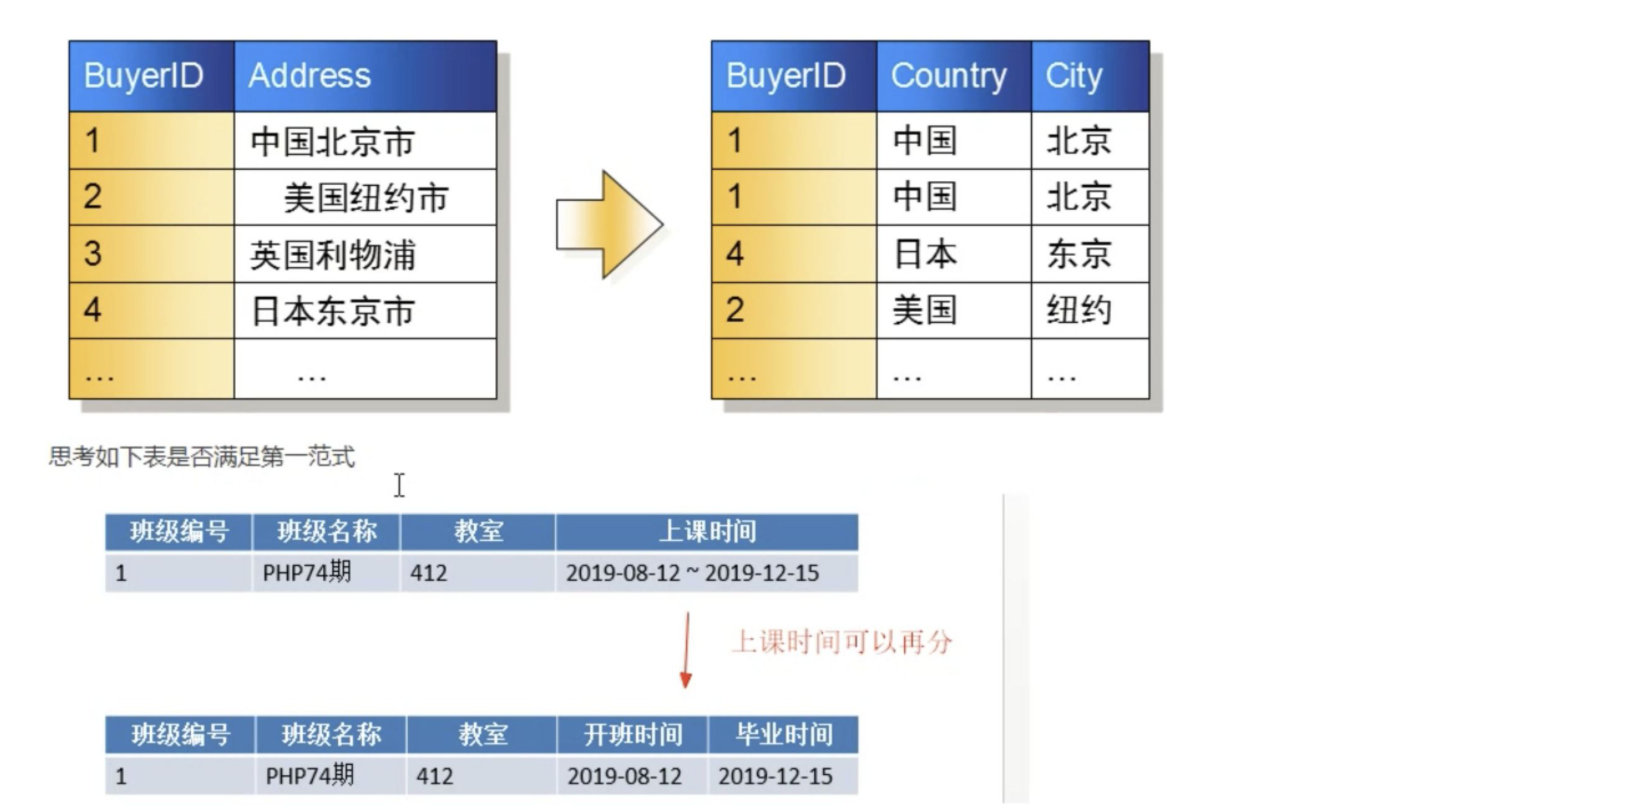 BuyerID Address
1 中国北京市
2 美国纽约市
3 英国利物浦
4 日本东京市
... ...
BuyerID Country City
1 中国 北京
1 中国 北京
4 日本 东京
2 美国 纽约
... ... ...
思考如下表是否满足第一范式
班级编号 班级名称 教室 上课时间
1 PHP74期 412 2019-08-12 ~ 2019-12-15
上课时间可以再分
班级编号 班级名称 教室 开班时间 毕业时间
1 PHP74期 412 2019-08-12 2019-12-15